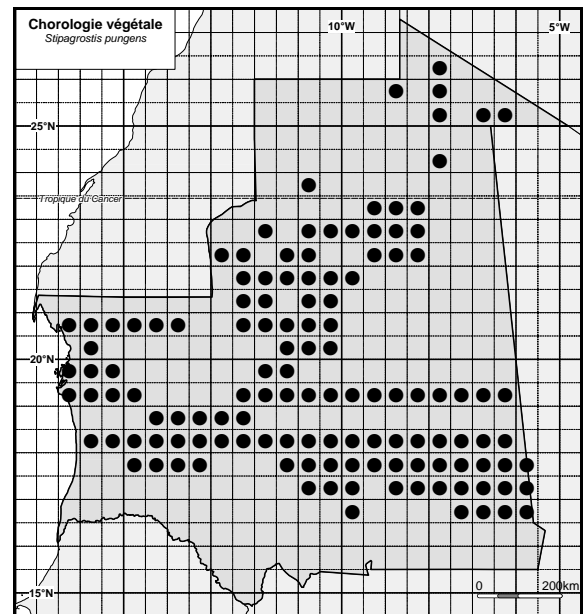 Chorologie végétale
Stipagrostis pungens
10°W
5°W
25°N
Tropique du Cancer
20°N
15°N
0 200km